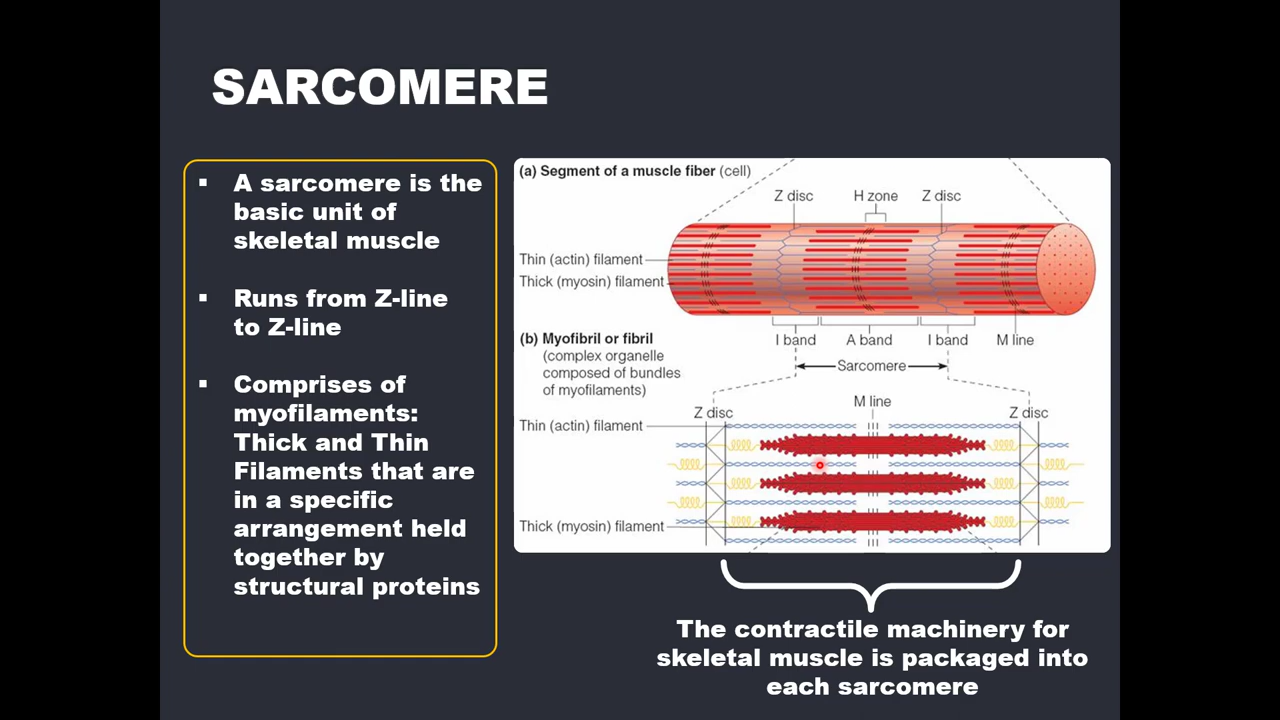 SARCOMERE
▪ A sarcomere is the
basic unit of
skeletal muscle
▪ Runs from Z-line
to Z-line
▪ Comprises of
myofilaments:
Thick and Thin
Filaments that are
in a specific
arrangement held
together by
structural proteins
(a) Segment of a muscle fiber (cell)
Z disc H zone Z disc
Thin (actin) filament
Thick (myosin) filament
I band A band I band M line
(b) Myofibril or fibril
(complex organelle
composed of bundles
of myofilaments)
Sarcomere
M line
Z disc Z disc
Thin (actin) filament
Thick (myosin) filament
The contractile machinery for
skeletal muscle is packaged into
each sarcomere